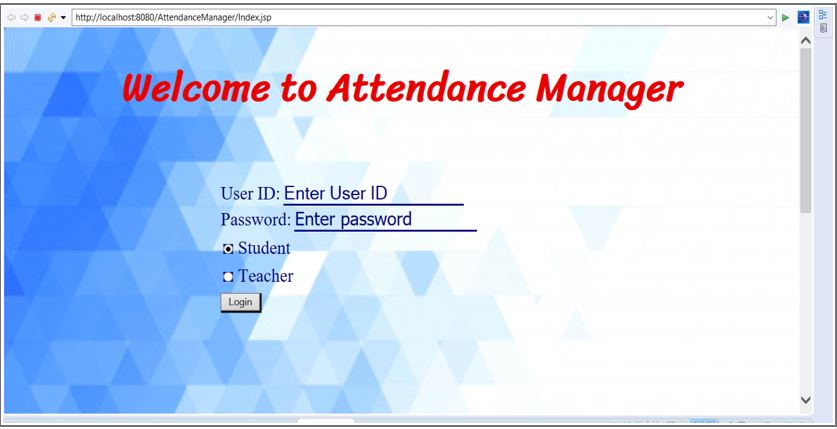 http://localhost:8080/AttendanceManager/Index.jsp
Welcome to Attendance Manager
User ID: Enter User ID
Password: Enter password
Student
Teacher
Login